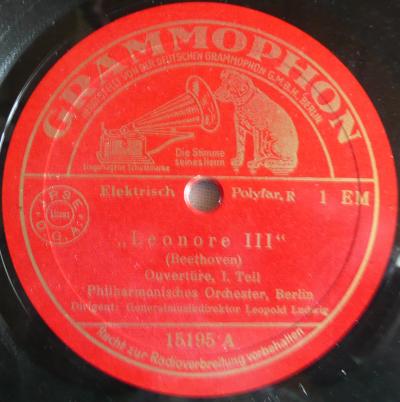 GRAMMOPHON
HERGESTELLT VON DER DEUTSCHEN GRAMMOPHON G.M.B.H. BERLIN
Die Stimme
seines Herrn
Eingetragene Schutzmarke
Elektrisch Polyfar, R 1 EM
D.G.A.
„Leonore III“
(Beethoven)
Ouvertüre, I. Teil
Philharmonisches Orchester, Berlin
Dirigent: Generalmusikdirektor Leopold Ludwig
15195 A
Recht zur Radioverbreitung vorbehalten